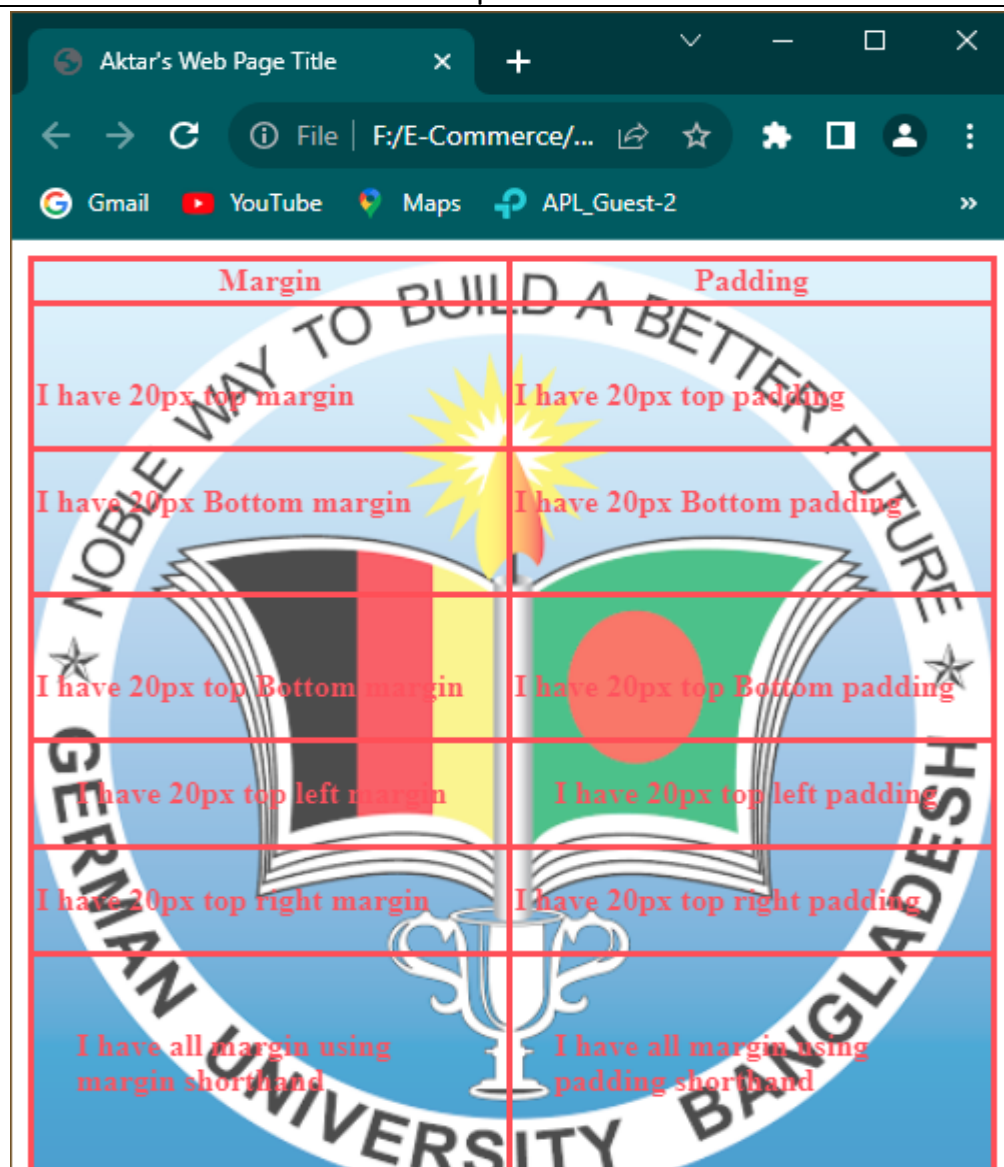 Aktar's Web Page Title
File | F:/E-Commerce/...
Gmail YouTube Maps APL_Guest-2 »
Margin Padding
I have 20px top margin I have 20px top padding
I have 20px Bottom margin I have 20px Bottom padding
I have 20px top Bottom margin I have 20px top Bottom padding
I have 20px top left margin I have 20px top left padding
I have 20px top right margin I have 20px top right padding
I have all margin using I have all margin using
margin shorthand padding shorthand
NOBLE WAY TO BUILD A BETTER FUTURE
GERMAN UNIVERSITY BANGLADESH